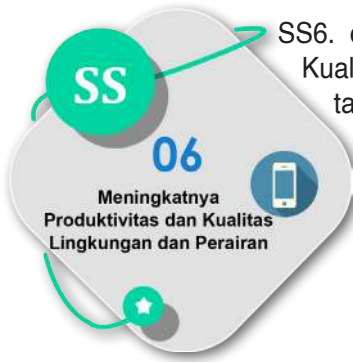 SS
SS6.
Kual
ta
06
Meningkatnya
Produktivitas dan Kualitas
Lingkungan dan Perairan